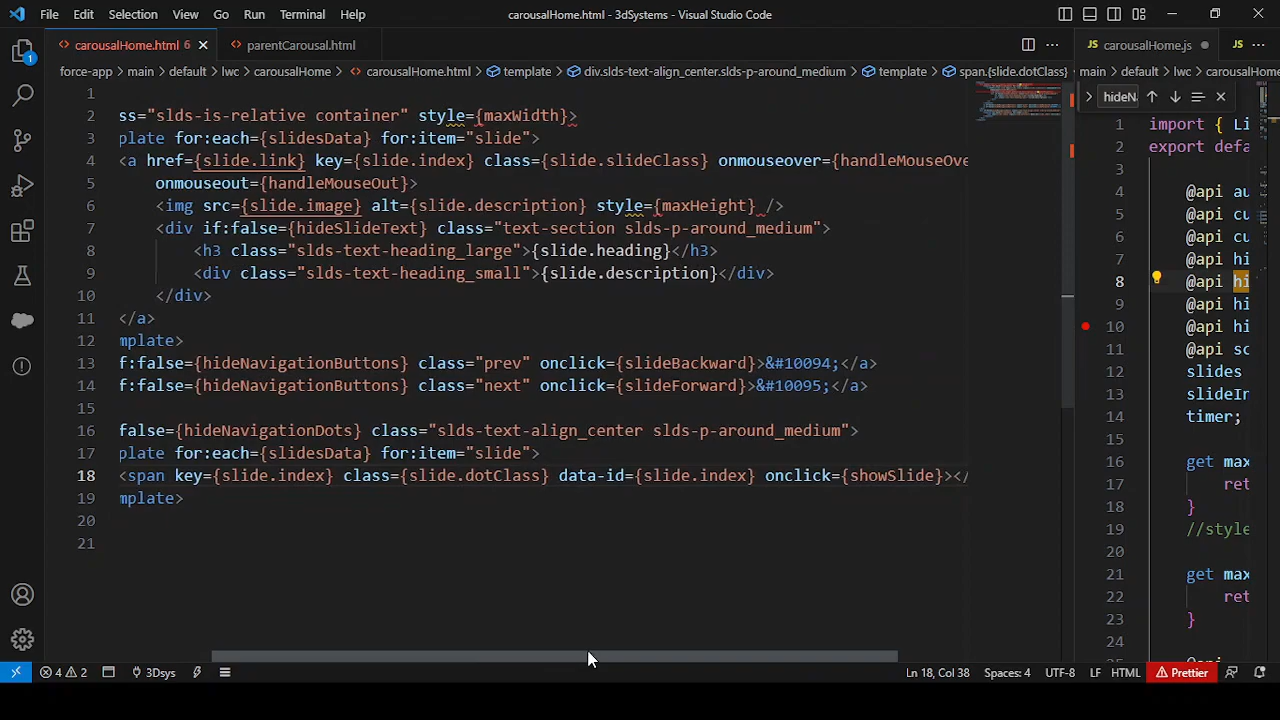 File Edit Selection View Go Run Terminal Help
carousalHome.html - 3dSystems - Visual Studio Code
carousalHome.html 6
parentCarousal.html
JS carousalHome.js
JS
force-app > main > default > lwc > carousalHome > carousalHome.html > template > div.slds-text-align_center.slds-p-around_medium > template > span.{slide.dotClass}
main > default > lwc > carousalHome
1
2 ss="slds-is-relative container" style={maxWidth}>
3 plate for:each={slidesData} for:item="slide">
4 <a href={slide.link} key={slide.index} class={slide.slideClass} onmouseover={handleMouseOve
5 onmouseout={handleMouseOut}>
6 <img src={slide.image} alt={slide.description} style={maxHeight} />
7 <div if:false={hideSlideText} class="text-section slds-p-around_medium">
8 <h3 class="slds-text-heading_large">{slide.heading}</h3>
9 <div class="slds-text-heading_small">{slide.description}</div>
10 </div>
11 </a>
12 mplate>
13 f:false={hideNavigationButtons} class="prev" onclick={slideBackward}>&#10094;</a>
14 f:false={hideNavigationButtons} class="next" onclick={slideForward}>&#10095;</a>
15
16 false={hideNavigationDots} class="slds-text-align_center slds-p-around_medium">
17 plate for:each={slidesData} for:item="slide">
18 <span key={slide.index} class={slide.dotClass} data-id={slide.index} onclick={showSlide}></
19 mplate>
20
21
hideN
1 import { Li
2 export defa
3
4 @api au
5 @api cu
6 @api cu
7 @api hi
8 @api hi
9 @api hi
10 @api hi
11 @api sc
12 slides
13 slideIn
14 timer;
15
16 get max
17 ret
18 }
19 //style
20
21 get max
22 ret
23 }
24
4 2
3Dsys
Ln 18, Col 38
Spaces: 4
UTF-8
LF
HTML
Prettier